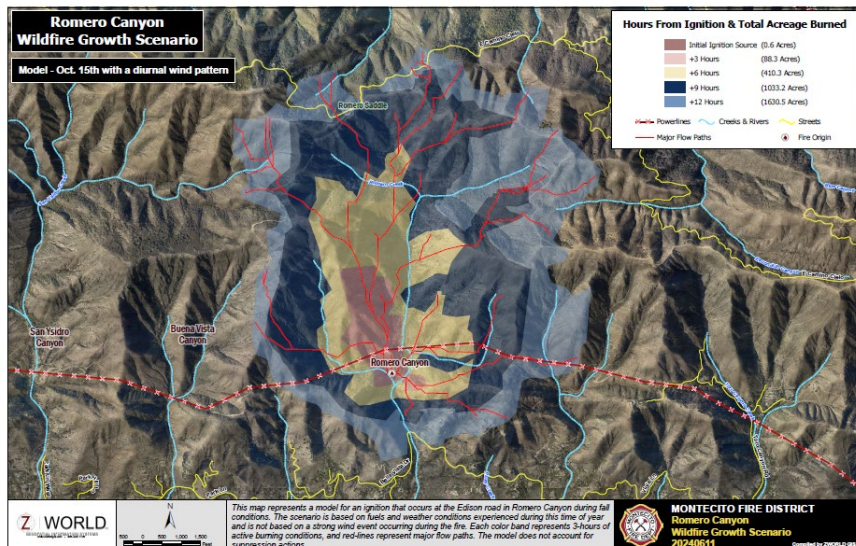 Romero Canyon
Wildfire Growth Scenario
Model - Oct. 15th with a diurnal wind pattern
Hours From Ignition & Total Acreage Burned
Initial Ignition Source (0.6 Acres)
+3 Hours (88.3 Acres)
+6 Hours (410.3 Acres)
+9 Hours (1033.2 Acres)
+12 Hours (1630.5 Acres)
Powerlines
Creeks & Rivers
Streets
Major Flow Paths
Fire Origin
Romero Saddle
San Ysidro
Canyon
Buena Vista
Canyon
Romero Canyon
Z WORLD
N
Feet
This map represents a model for an ignition that occurs at the Edison road in Romero Canyon during fall
conditions. The scenario is based on fuels and weather conditions experienced during this time of year
and is not based on a strong wind event occurring during the fire. Each color band represents 3-hours of
active burning conditions, and red-lines represent major flow paths. The model does not account for
suppression actions.
MONTECITO
MONTECITO FIRE DISTRICT
Romero Canyon
Wildfire Growth Scenario
20240611
Compiled by ZWORLD GIS